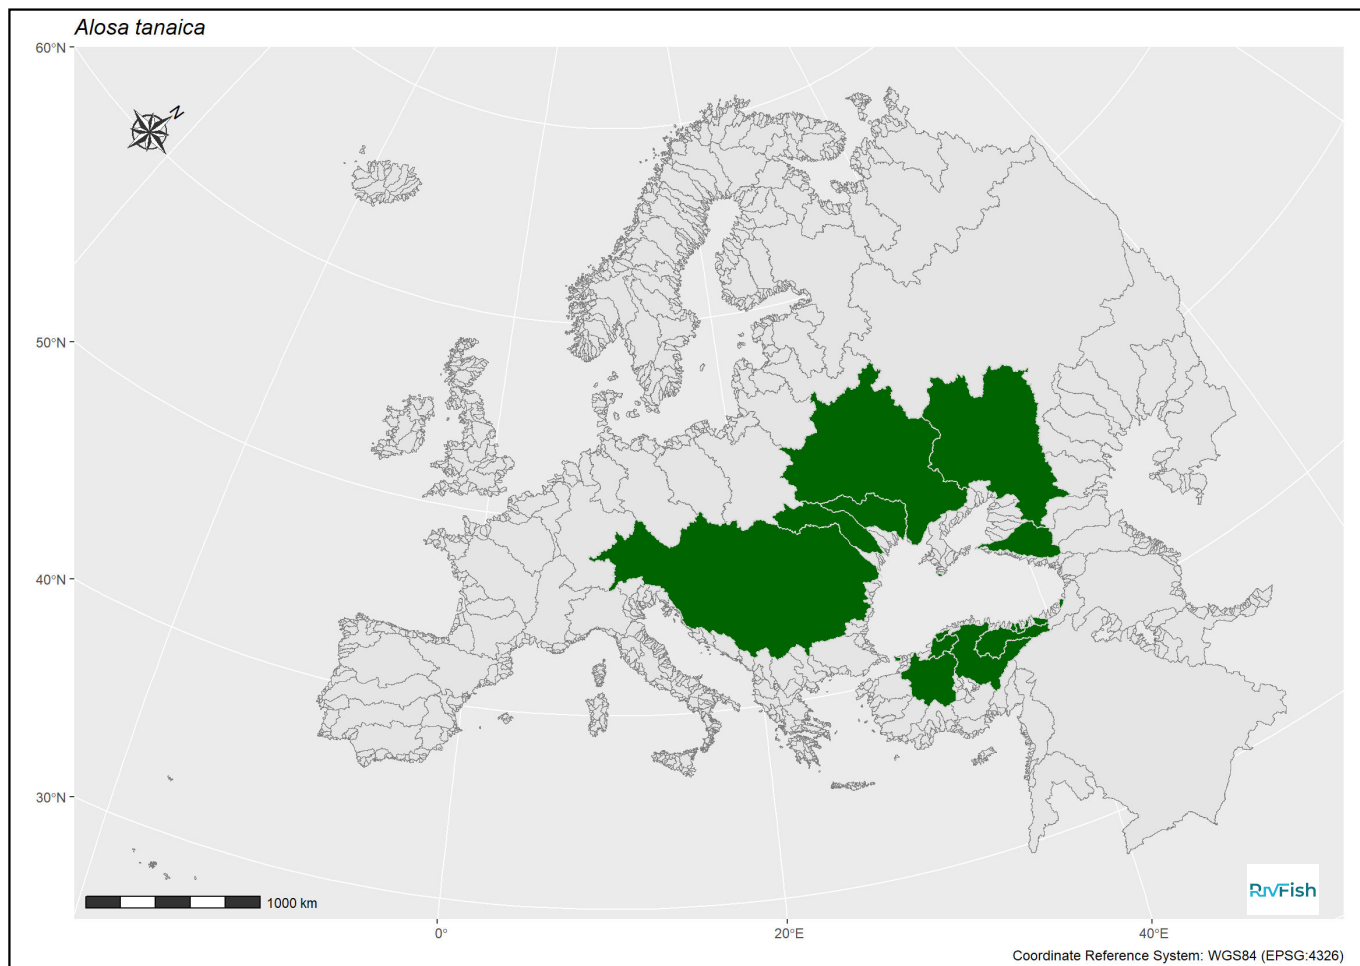 Alosa tanaica
60°N
N
50°N
40°N
30°N
1000 km
RivFish
0°
20°E
40°E
Coordinate Reference System: WGS84 (EPSG:4326)